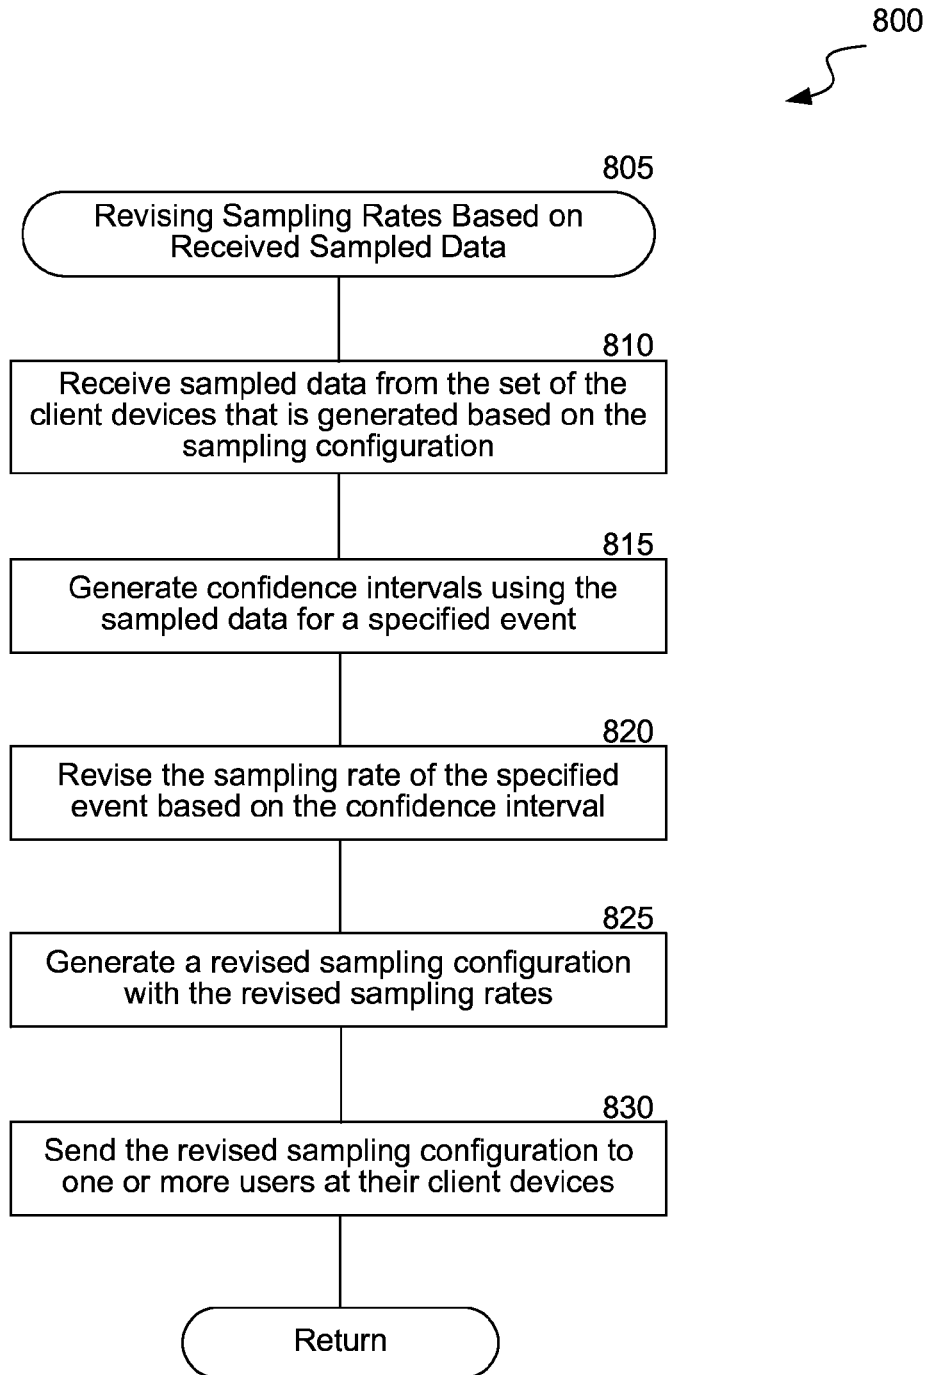 800
805
Revising Sampling Rates Based on
Received Sampled Data
810
Receive sampled data from the set of the
client devices that is generated based on the
sampling configuration
815
Generate confidence intervals using the
sampled data for a specified event
820
Revise the sampling rate of the specified
event based on the confidence interval
825
Generate a revised sampling configuration
with the revised sampling rates
830
Send the revised sampling configuration to
one or more users at their client devices
Return